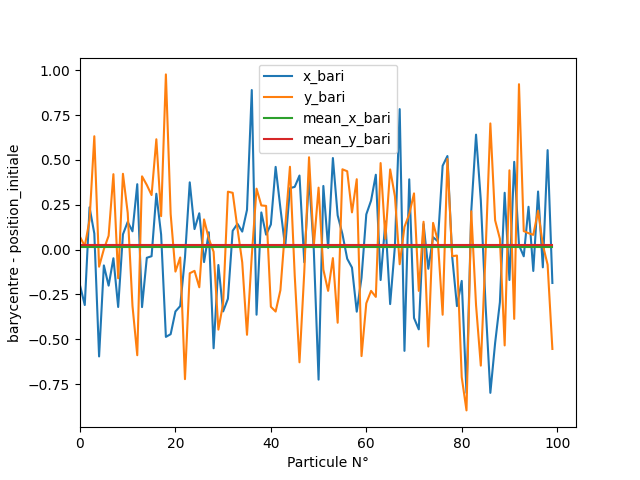 1.00
0.75
0.50
0.25
0.00
−0.25
−0.50
−0.75
barycentre - position_initiale
x_bari
y_bari
mean_x_bari
mean_y_bari
0 20 40 60 80 100
Particule N°